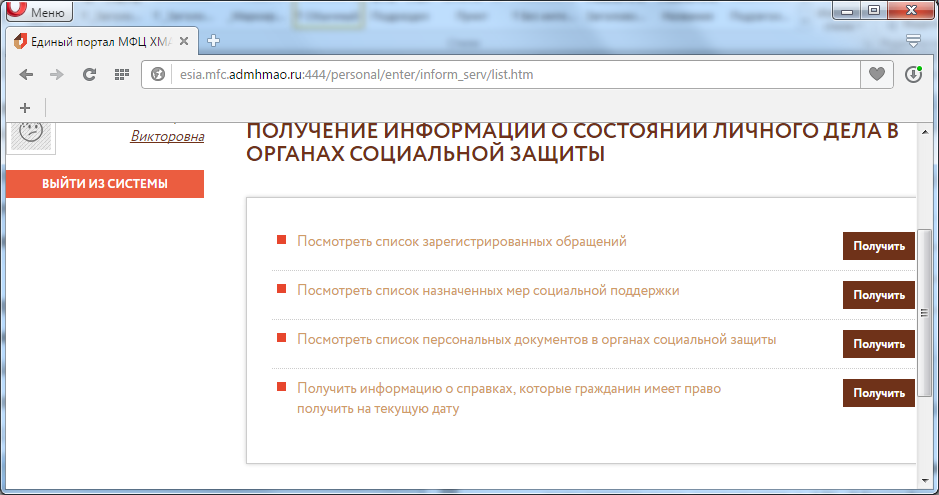 Меню
Единый портал МФЦ ХМА
esia.mfc.admhmao.ru:444/personal/enter/inform_serv/list.htm
Викторовна
ВЫЙТИ ИЗ СИСТЕМЫ
ПОЛУЧЕНИЕ ИНФОРМАЦИИ О СОСТОЯНИИ ЛИЧНОГО ДЕЛА В
ОРГАНАХ СОЦИАЛЬНОЙ ЗАЩИТЫ
Посмотреть список зарегистрированных обращений
Получить
Посмотреть список назначенных мер социальной поддержки
Получить
Посмотреть список персональных документов в органах социальной защиты
Получить
Получить информацию о справках, которые гражданин имеет право
получить на текущую дату
Получить